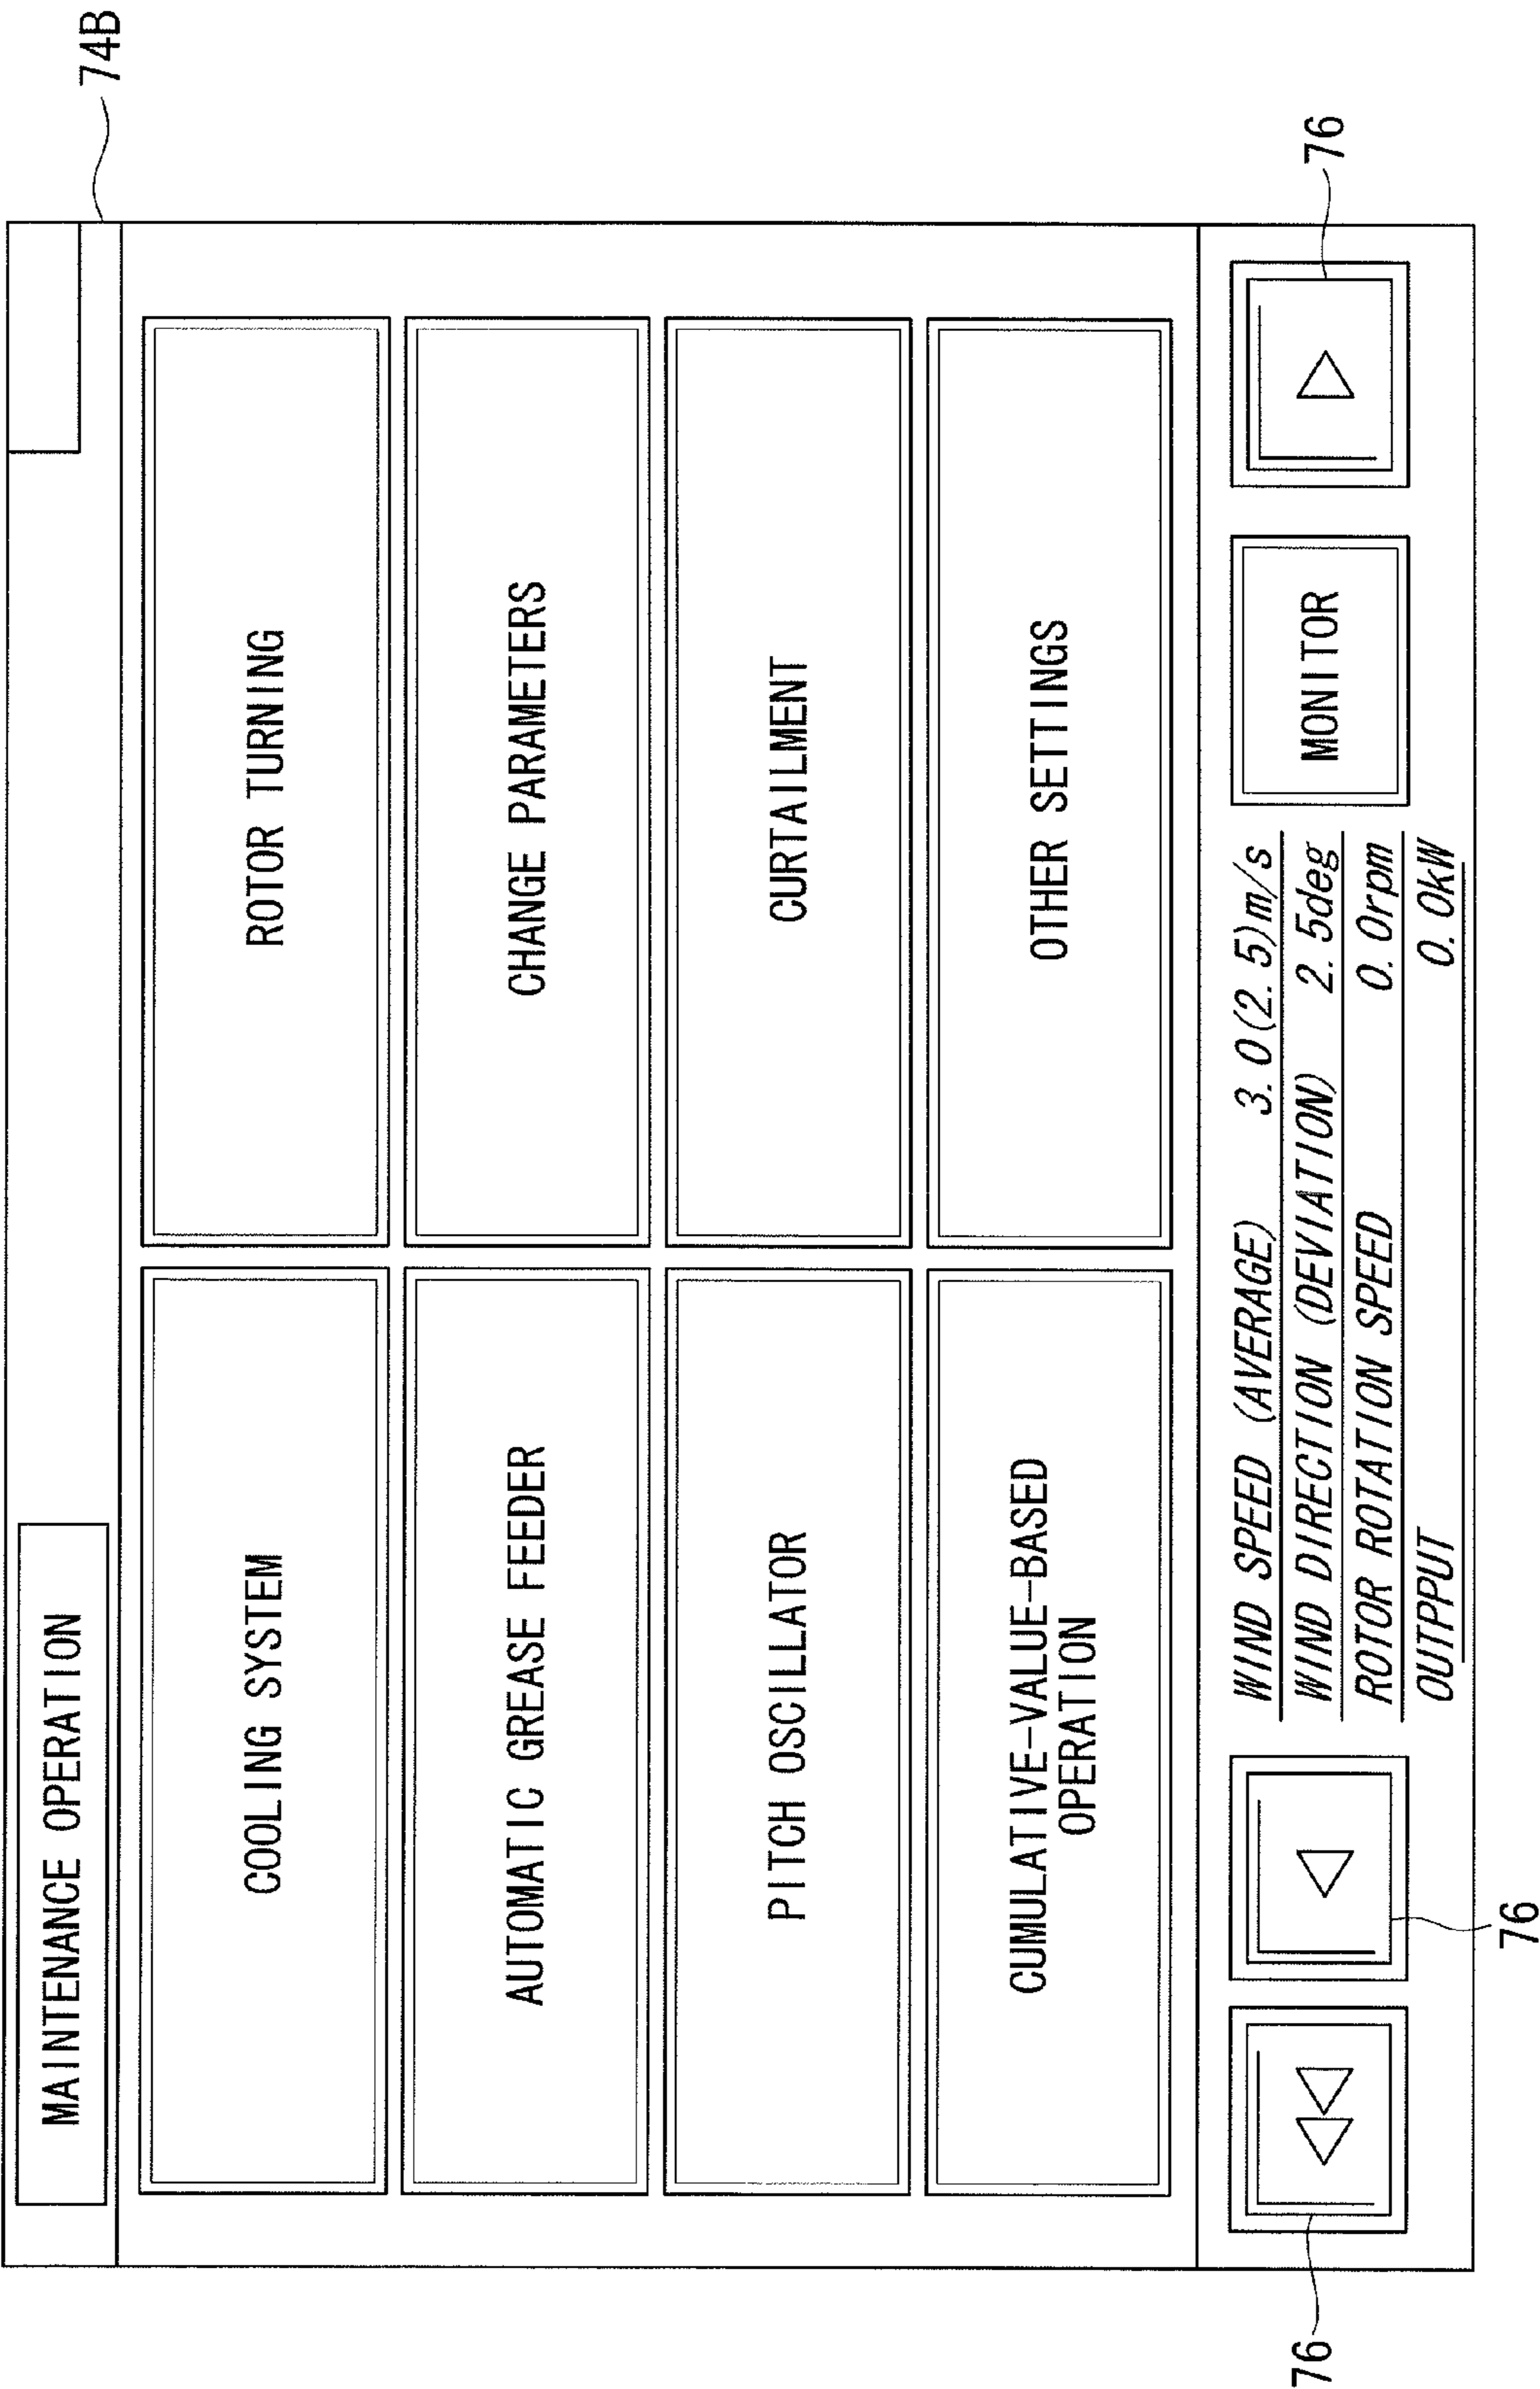 74B
MAINTENANCE OPERATION
COOLING SYSTEM
ROTOR TURNING
AUTOMATIC GREASE FEEDER
CHANGE PARAMETERS
PITCH OSCILLATOR
CURTAILMENT
CUMULATIVE-VALUE-BASED
OPERATION
OTHER SETTINGS
WIND SPEED (AVERAGE) 3.0(2.5)m/s
WIND DIRECTION (DEVIATION) 2.5deg
ROTOR ROTATION SPEED 0.0rpm
OUTPPUT 0.0kW
MONITOR
76
76
76